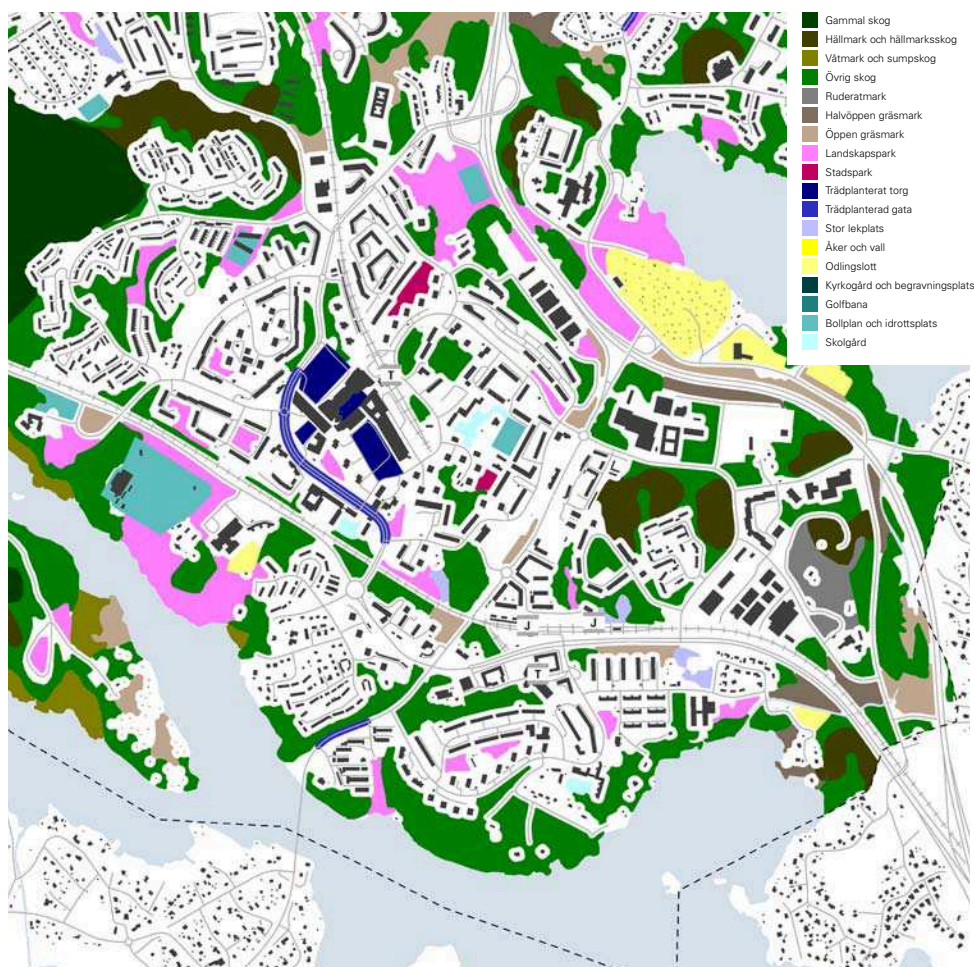 Gammal skog
Hällmark och hällmarksskog
Våtmark och sumpskog
Övrig skog
Ruderatmark
Halvöppen gräsmark
Öppen gräsmark
Landskapspark
Stadspark
Trädplanterat torg
Trädplanterad gata
Stor lekplats
Åker och vall
Odlingslott
Kyrkogård och begravningsplats
Golfbana
Bollplan och idrottsplats
Skolgård
T
J
J
T